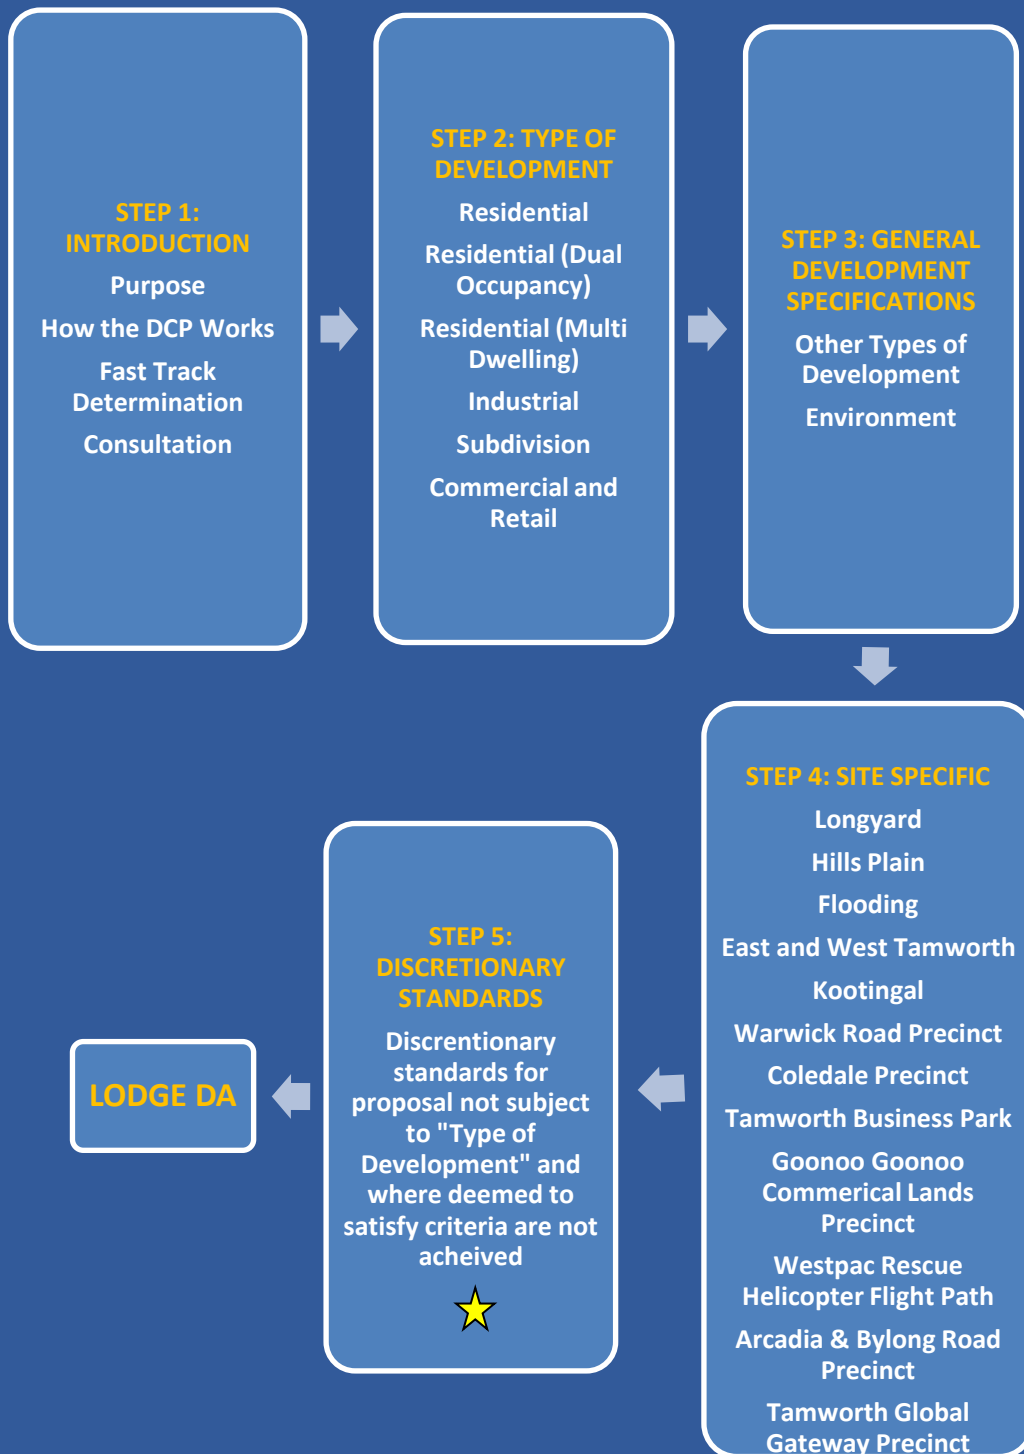 STEP 1:
INTRODUCTION
Purpose
How the DCP Works
Fast Track
Determination
Consultation
STEP 2: TYPE OF
DEVELOPMENT
Residential
Residential (Dual
Occupancy)
Residential (Multi
Dwelling)
Industrial
Subdivision
Commercial and
Retail
STEP 3: GENERAL
DEVELOPMENT
SPECIFICATIONS
Other Types of
Development
Environment
STEP 4: SITE SPECIFIC
Longyard
Hills Plain
Flooding
East and West Tamworth
Kootingal
Warwick Road Precinct
Coledale Precinct
Tamworth Business Park
Goonoo Goonoo
Commerical Lands
Precinct
Westpac Rescue
Helicopter Flight Path
Arcadia & Bylong Road
Precinct
Tamworth Global
Gateway Precinct
STEP 5:
DISCRETIONARY
STANDARDS
Discrentionary
standards for
proposal not subject
to "Type of
Development" and
where deemed to
satisfy criteria are not
acheived
LODGE DA